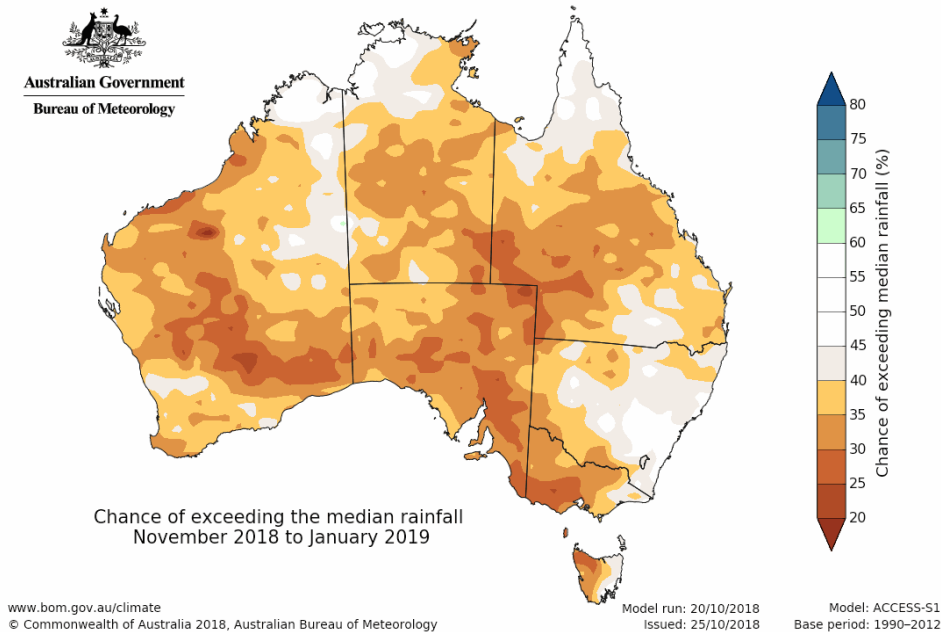 Australian Government
Bureau of Meteorology
80
75
70
65
60
55
50
45
40
35
30
25
20
Chance of exceeding median rainfall (%)
Chance of exceeding the median rainfall
November 2018 to January 2019
www.bom.gov.au/climate
© Commonwealth of Australia 2018, Australian Bureau of Meteorology
Model run: 20/10/2018
Issued: 25/10/2018
Model: ACCESS-S1
Base period: 1990–2012